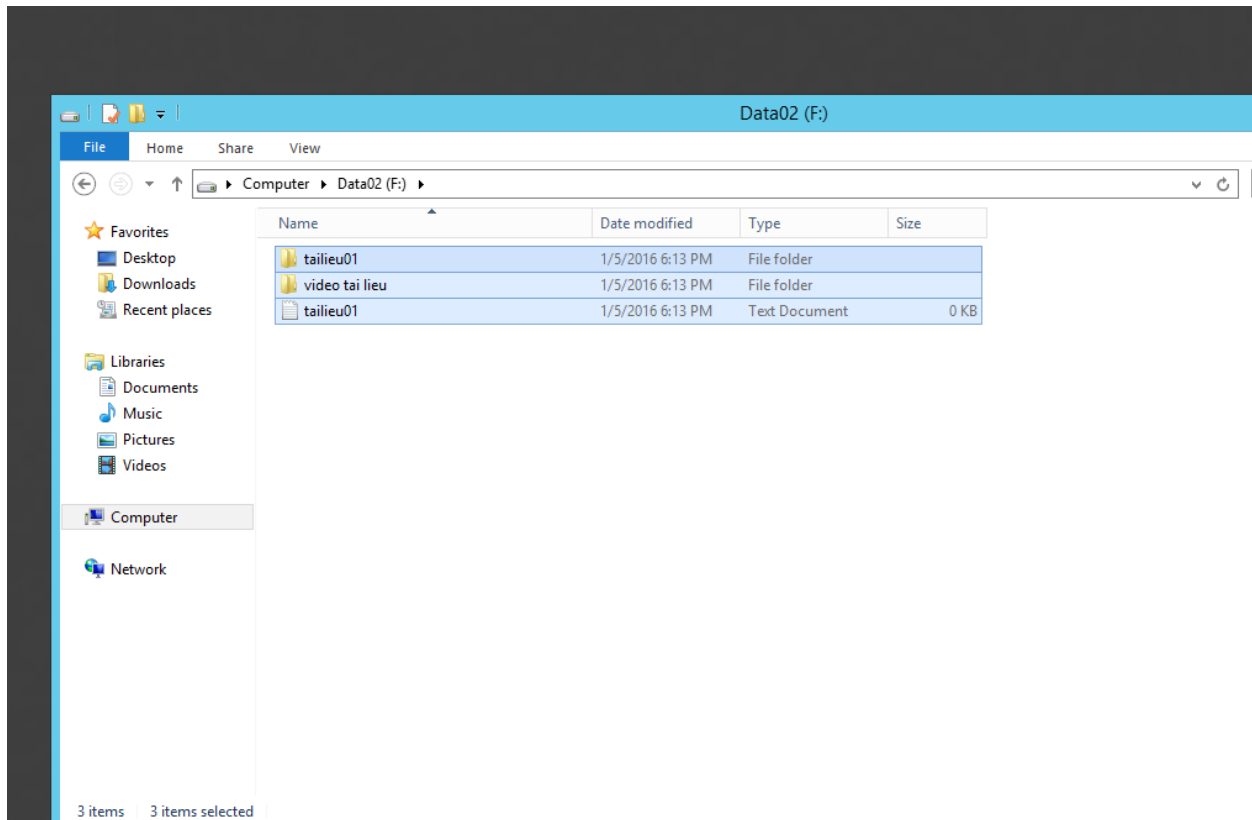 Data02 (F:)
File Home Share View
Computer Data02 (F:)
Favorites
Desktop
Downloads
Recent places
Libraries
Documents
Music
Pictures
Videos
Computer
Network
Name Date modified Type Size
tailieu01 1/5/2016 6:13 PM File folder
video tai lieu 1/5/2016 6:13 PM File folder
tailieu01 1/5/2016 6:13 PM Text Document 0 KB
3 items 3 items selected